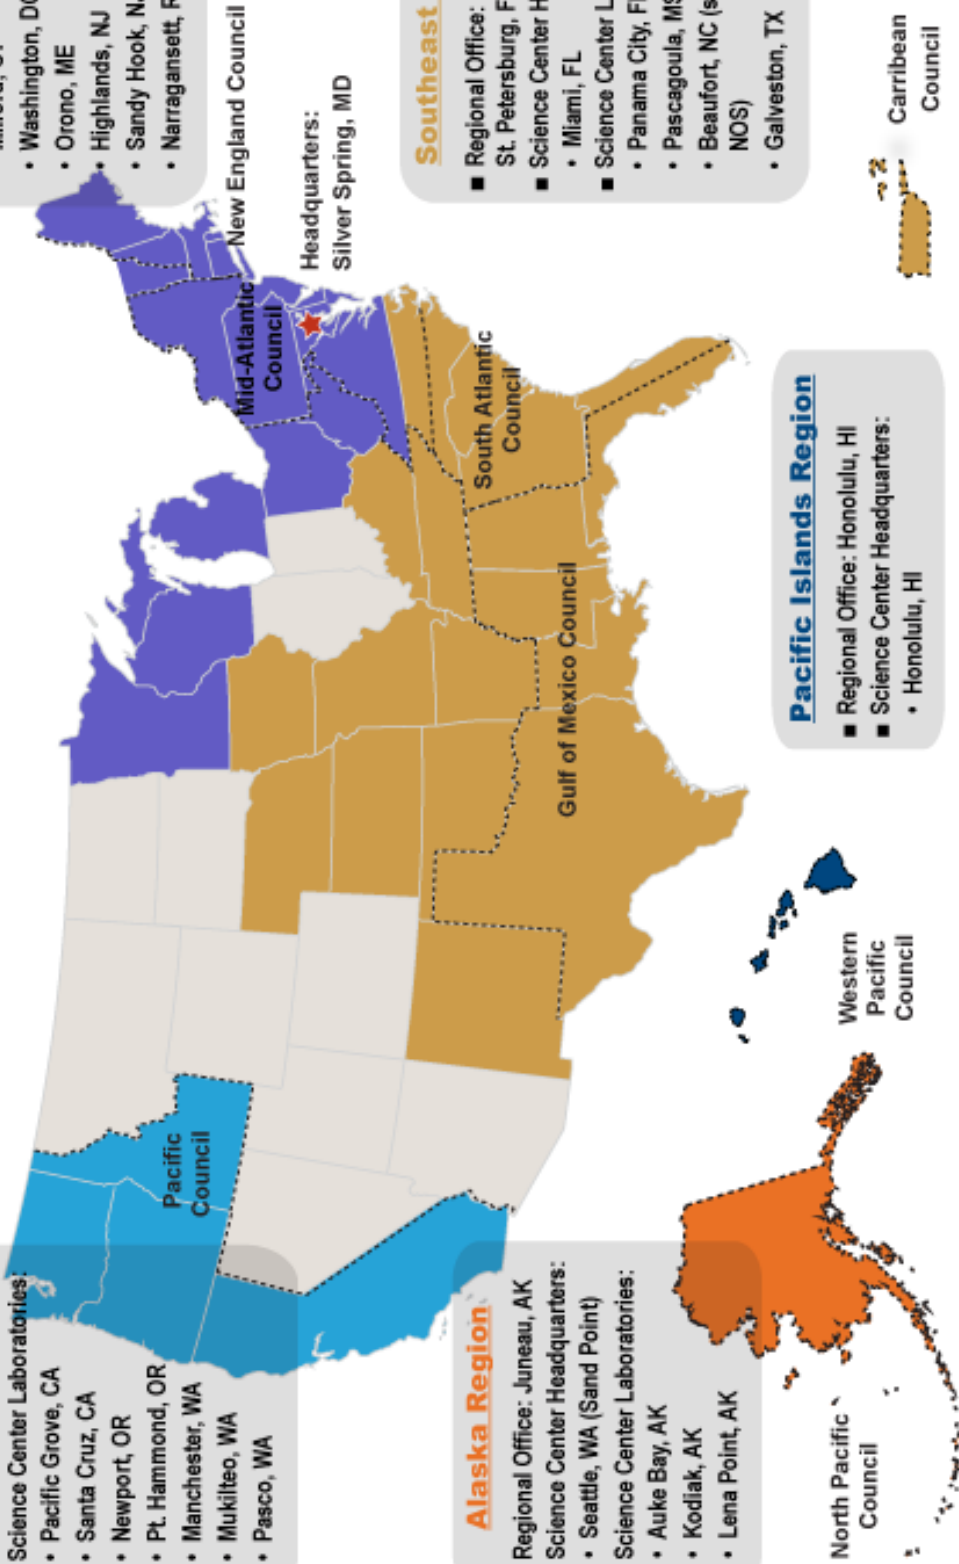 Science Center Laboratories:
• Pacific Grove, CA
• Santa Cruz, CA
• Newport, OR
• Pt. Hammond, OR
• Manchester, WA
• Mukilteo, WA
• Pasco, WA
Pacific
Council
• Washington, DC
• Orono, ME
• Highlands, NJ
• Sandy Hook, NJ
• Narragansett, R
New England Council
Mid-Atlantic
Council
Headquarters:
Silver Spring, MD
South Atlantic
Council
Gulf of Mexico Council
Alaska Region
Regional Office: Juneau, AK
Science Center Headquarters:
• Seattle, WA (Sand Point)
Science Center Laboratories:
• Auke Bay, AK
• Kodiak, AK
• Lena Point, AK
North Pacific
Council
Western
Pacific
Council
Pacific Islands Region
■ Regional Office: Honolulu, HI
■ Science Center Headquarters:
• Honolulu, HI
Southeast
■ Regional Office:
St. Petersburg, F
■ Science Center H
• Miami, FL
■ Science Center L
• Panama City, F
• Pascagoula, MS
• Beaufort, NC (s
NOS)
• Galveston, TX
Carribean
Council